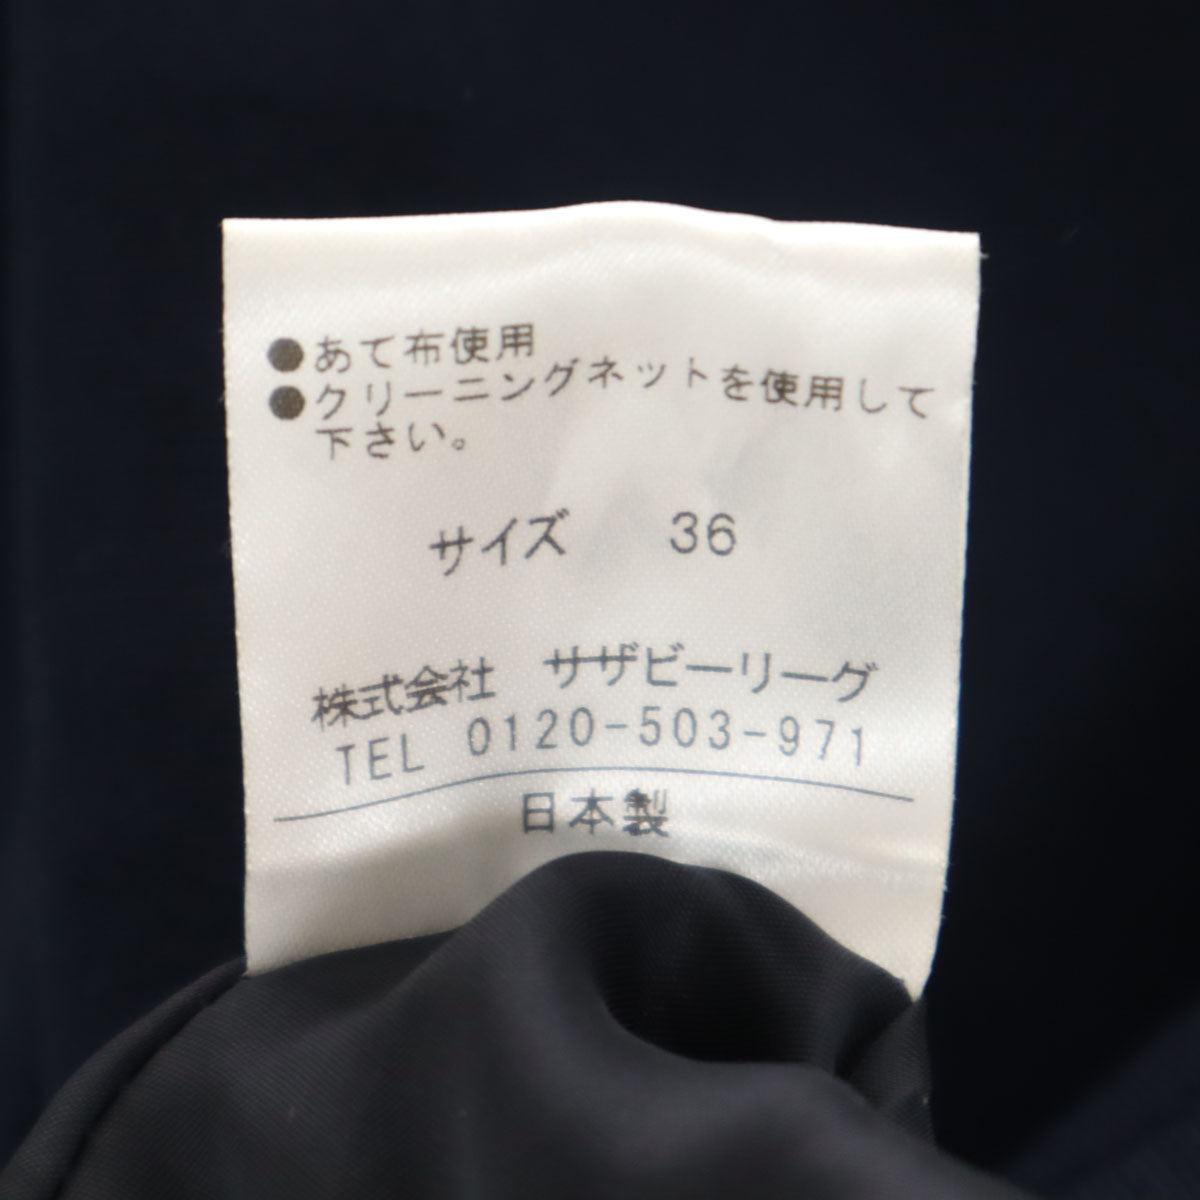 ●あて布使用
●クリーニングネットを使用して
下さい。
サイズ 36
株式会社 サザビーリーグ
TEL 0120-503-971
日本製